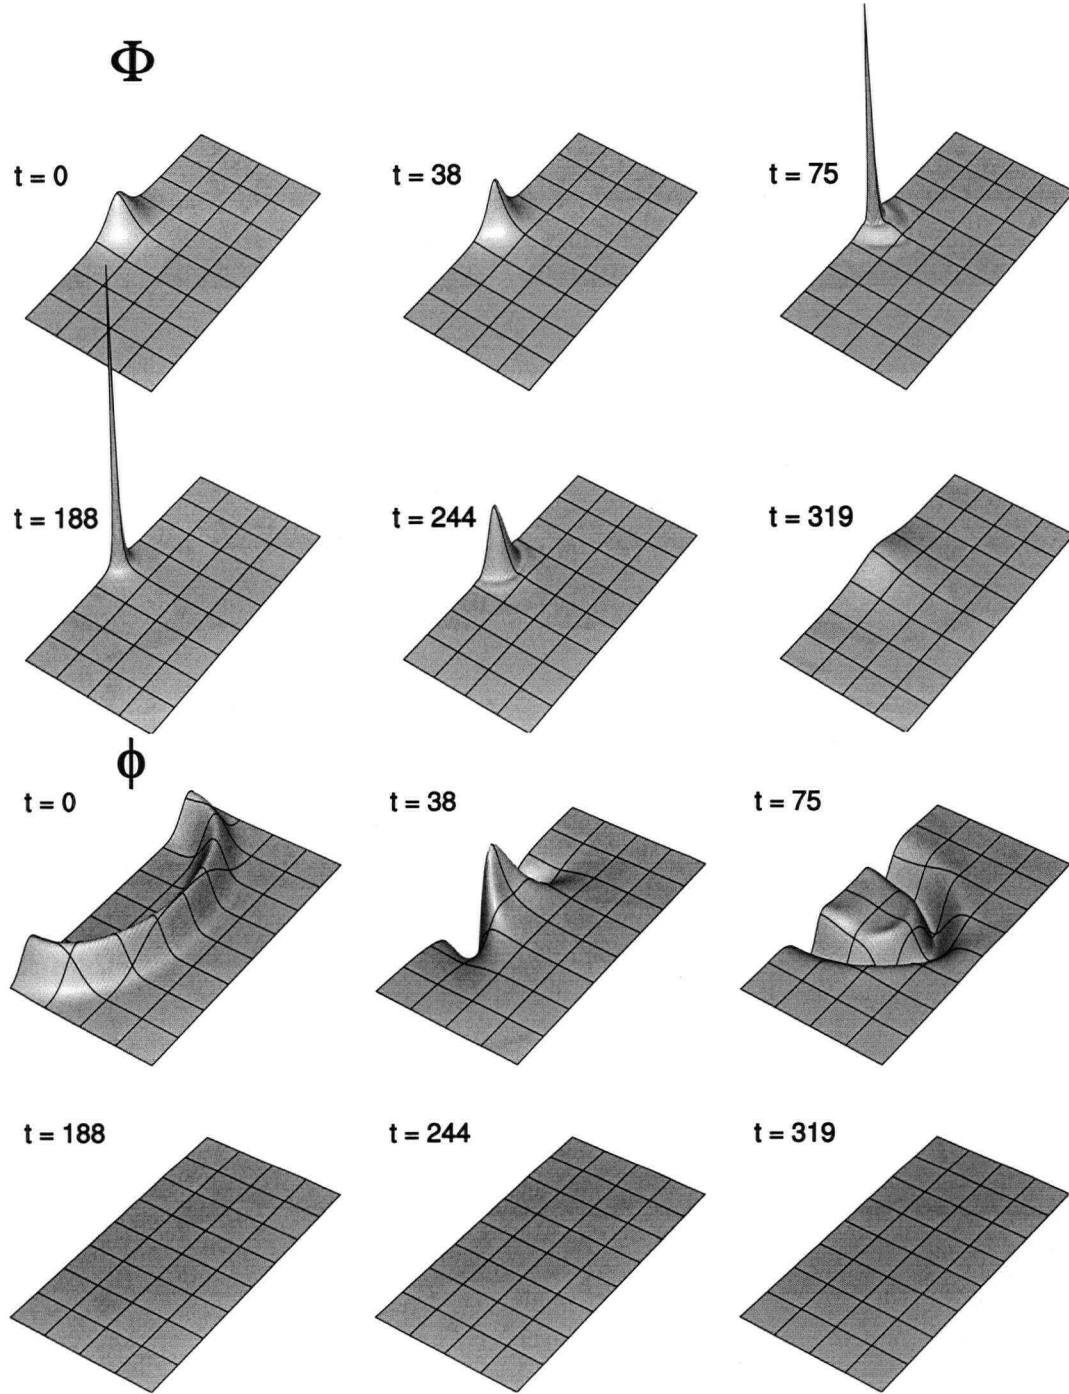 Φ
t = 0
t = 38
t = 75
t = 188
t = 244
t = 319
ϕ
t = 0
t = 38
t = 75
t = 188
t = 244
t = 319